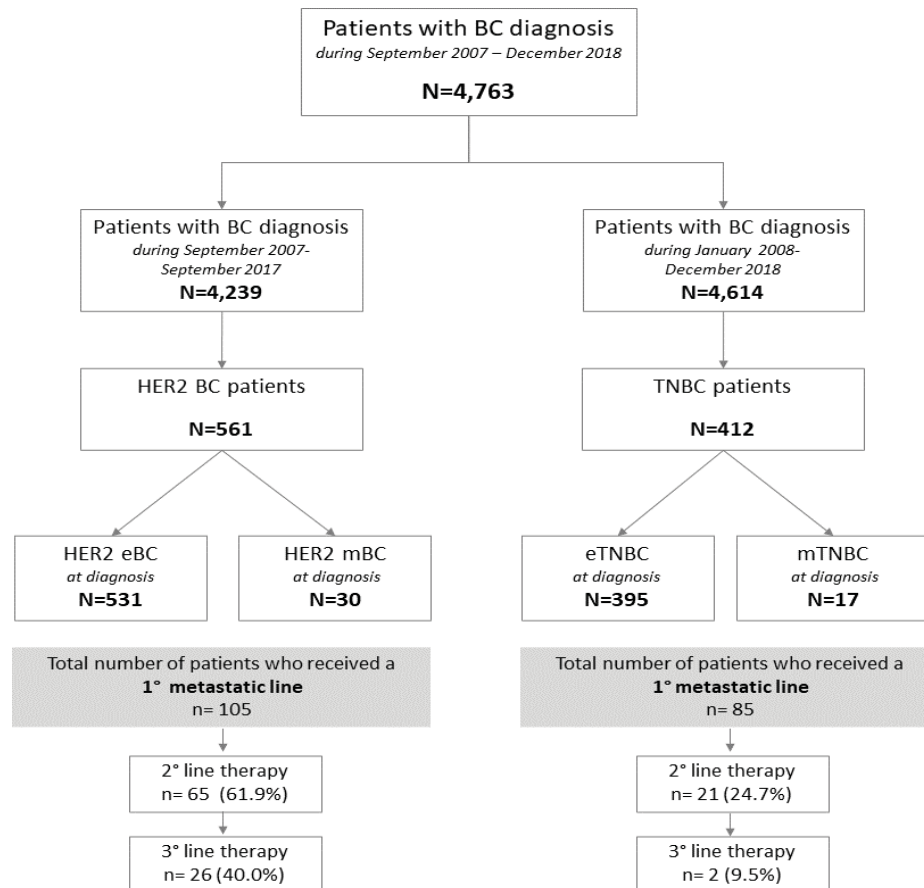 Patients with BC diagnosis
during September 2007 – December 2018
N=4,763
Patients with BC diagnosis
during September 2007-
September 2017
N=4,239
HER2 BC patients
N=561
HER2 eBC
at diagnosis
N=531
HER2 mBC
at diagnosis
N=30
Total number of patients who received a
1° metastatic line
n= 105
2° line therapy
n= 65 (61.9%)
3° line therapy
n= 26 (40.0%)
Patients with BC diagnosis
during January 2008-
December 2018
N=4,614
TNBC patients
N=412
eTNBC
at diagnosis
N=395
mTNBC
at diagnosis
N=17
Total number of patients who received a
1° metastatic line
n= 85
2° line therapy
n= 21 (24.7%)
3° line therapy
n= 2 (9.5%)